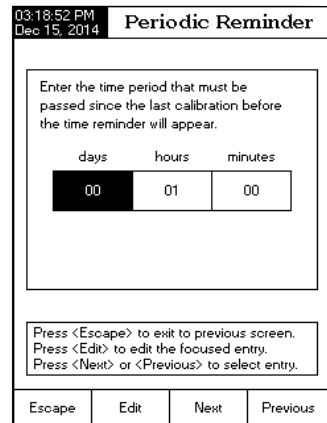 03:18:52 PM
Dec 15, 2014
Periodic Reminder
Enter the time period that must be
passed since the last calibration before
the time reminder will appear.
days hours minutes
00 01 00
Press <Escape> to exit to previous screen.
Press <Edit> to edit the focused entry.
Press <Next> or <Previous> to select entry.
Escape Edit Next Previous